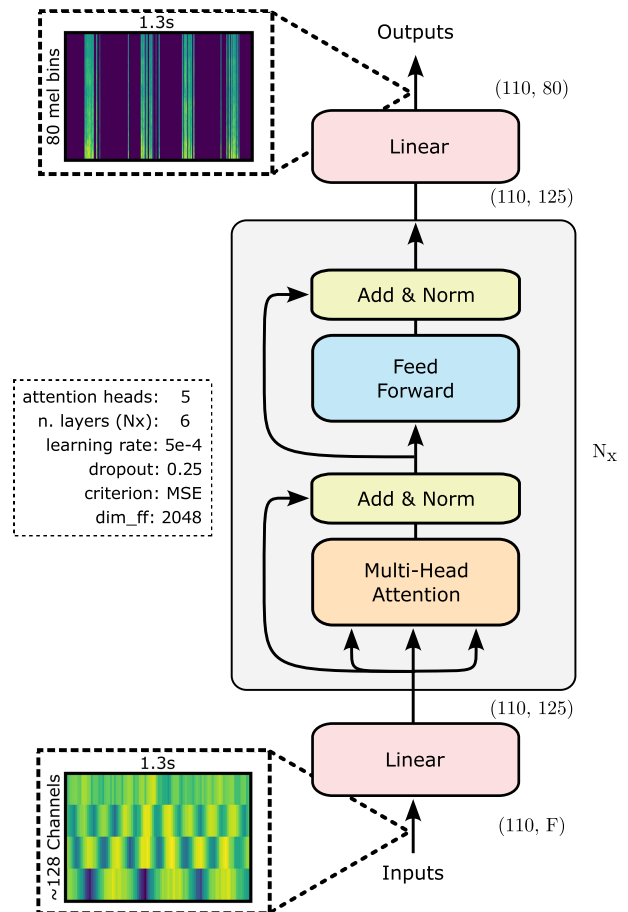 1.3s
80 mel bins
Outputs
(110, 80)
Linear
(110, 125)
Add & Norm
Feed
Forward
attention heads: 5
n. layers (Nx): 6
learning rate: 5e-4
dropout: 0.25
criterion: MSE
dim_ff: 2048
N_X
Add & Norm
Multi-Head
Attention
(110, 125)
Linear
1.3s
~128 Channels
(110, F)
Inputs